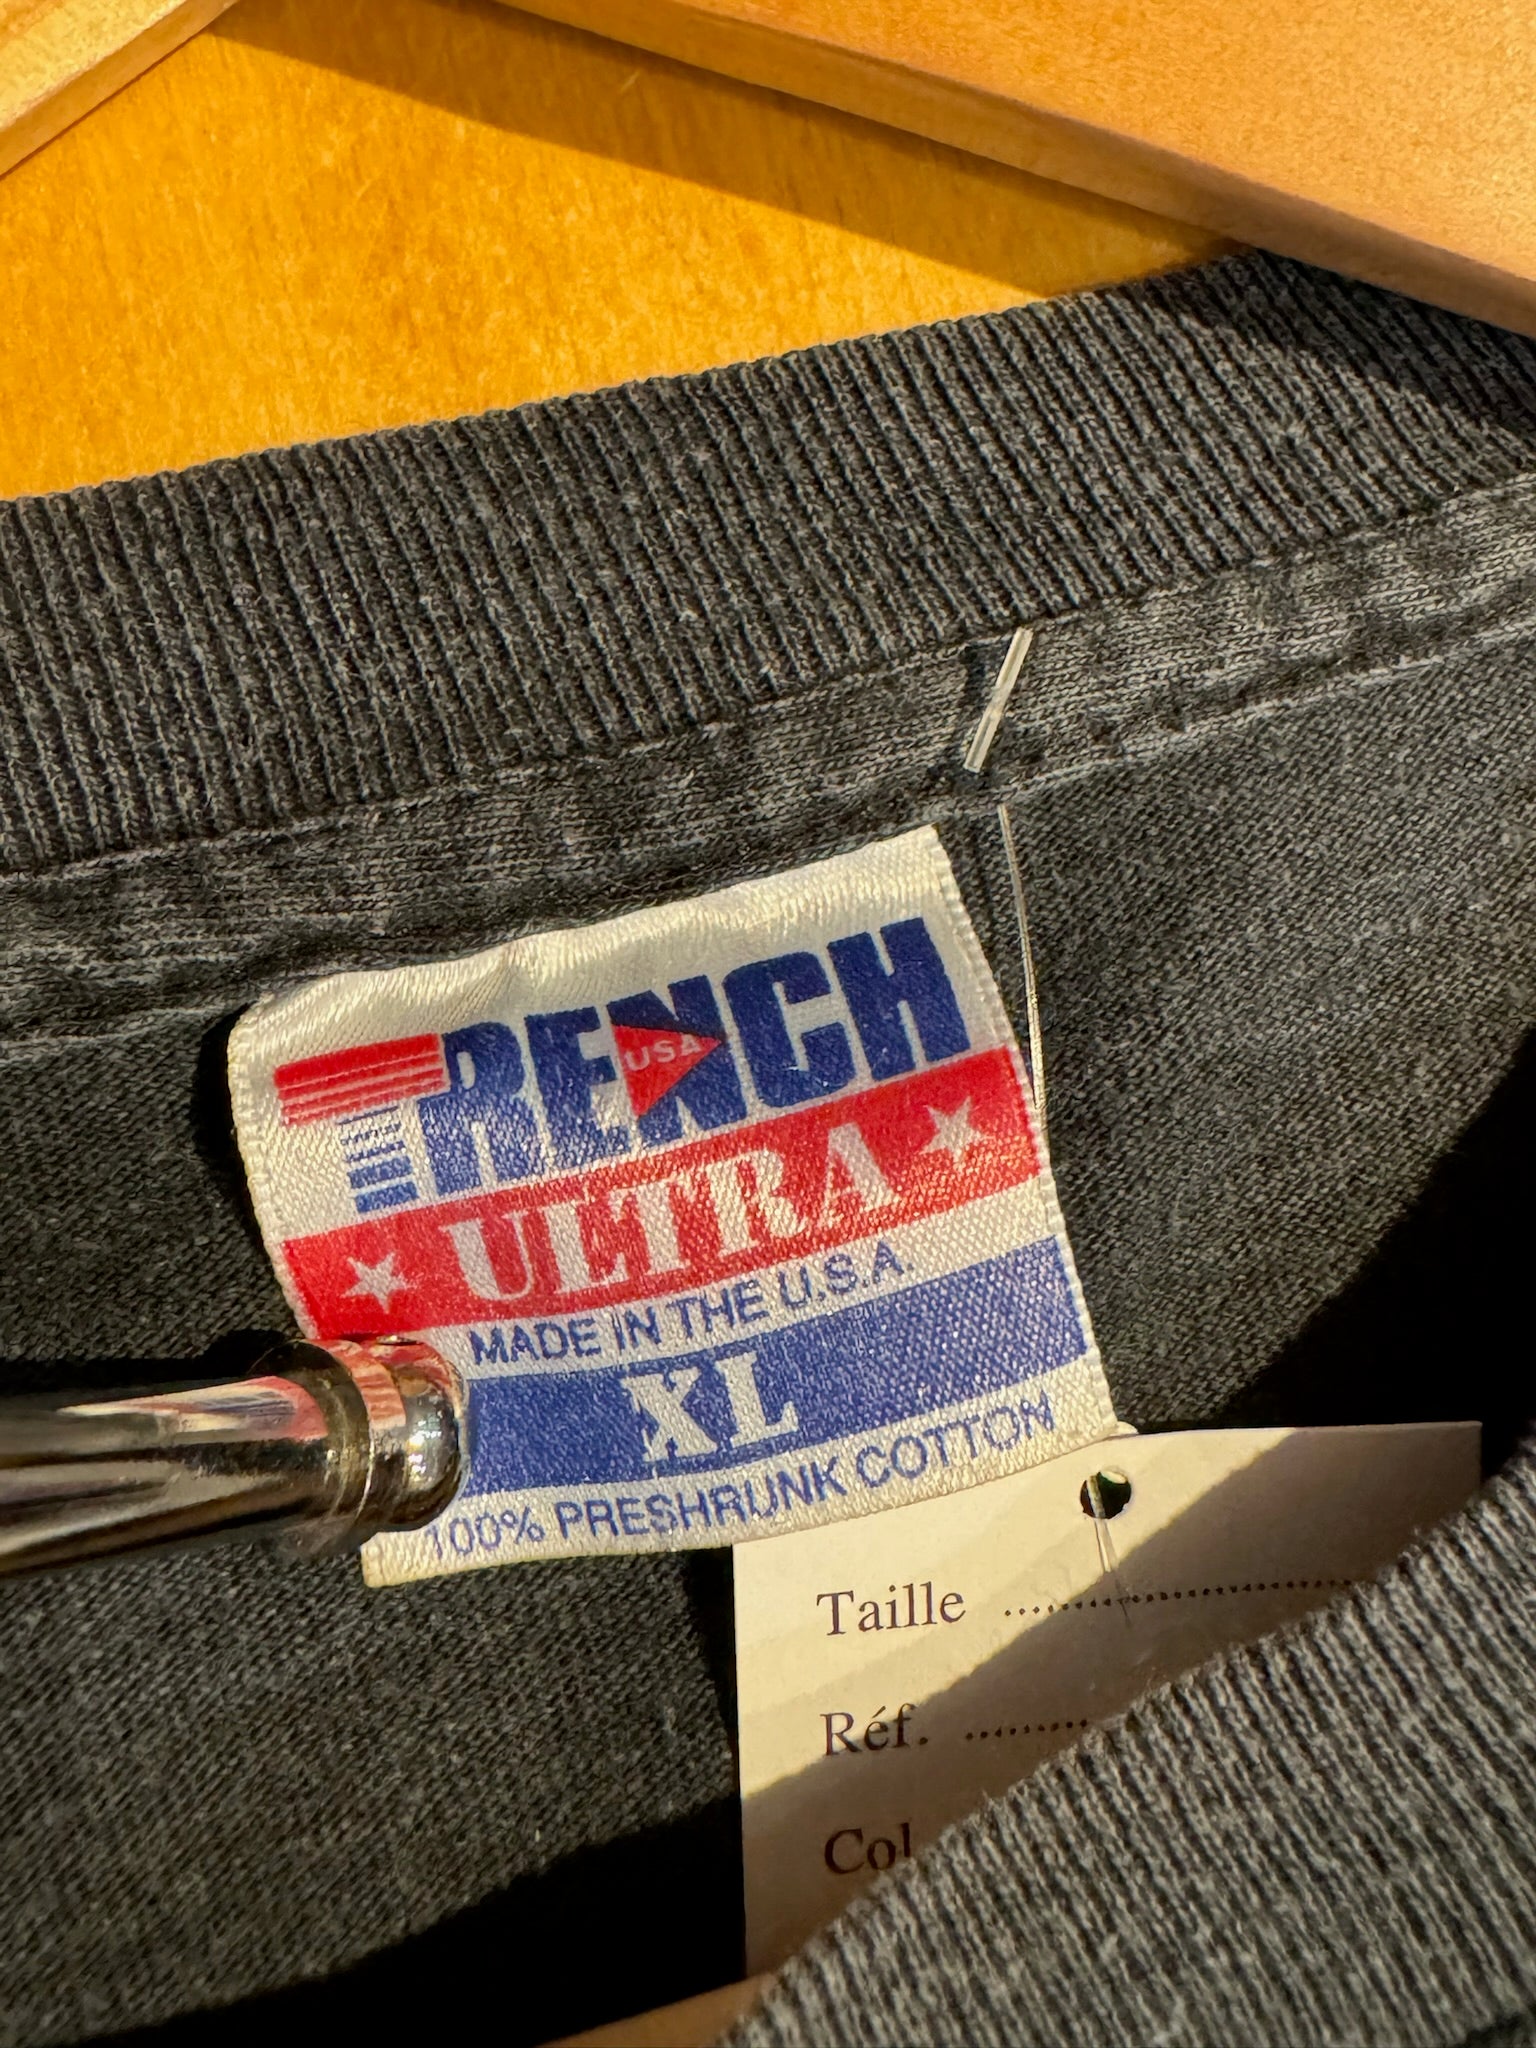 TRENCH
USA
ULTRA
MADE IN THE U.S.A.
XL
100% PRESHRUNK COTTON
Taille ..............................
Réf. ............
Col